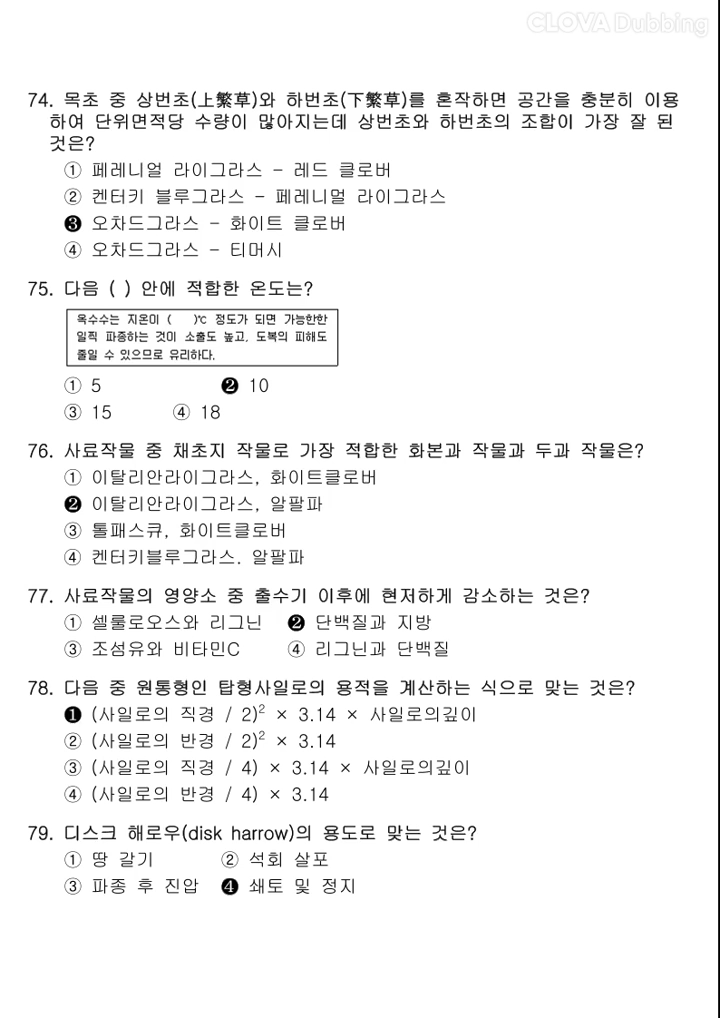 CLOVA Dubbing
74. 목초 중 상번초(上繁草)와 하번초(下繁草)를 혼작하면 공간을 충분히 이용
하여 단위면적당 수량이 많아지는데 상번초와 하번초의 조합이 가장 잘 된
것은?
① 페레니얼 라이그라스 - 레드 클로버
② 켄터키 블루그라스 - 페레니멀 라이그라스
❸ 오차드그라스 - 화이트 클로버
④ 오차드그라스 - 티머시
75. 다음 ( ) 안에 적합한 온도는?
옥수수는 지온이 ( )℃ 정도가 되면 가능한한
일찍 파종하는 것이 소출도 높고, 도복의 피해도
줄일 수 있으므로 유리하다.
① 5 ❷ 10
③ 15 ④ 18
76. 사료작물 중 채초지 작물로 가장 적합한 화본과 작물과 두과 작물은?
① 이탈리안라이그라스, 화이트클로버
❷ 이탈리안라이그라스, 알팔파
③ 톨패스큐, 화이트클로버
④ 켄터키블루그라스. 알팔파
77. 사료작물의 영양소 중 출수기 이후에 현저하게 감소하는 것은?
① 셀룰로오스와 리그닌 ❷ 단백질과 지방
③ 조섬유와 비타민C ④ 리그닌과 단백질
78. 다음 중 원통형인 탑형사일로의 용적을 계산하는 식으로 맞는 것은?
❶ (사일로의 직경 / 2)² × 3.14 × 사일로의깊이
② (사일로의 반경 / 2)² × 3.14
③ (사일로의 직경 / 4) × 3.14 × 사일로의깊이
④ (사일로의 반경 / 4) × 3.14
79. 디스크 해로우(disk harrow)의 용도로 맞는 것은?
① 땅 갈기 ② 석회 살포
③ 파종 후 진압 ❹ 쇄토 및 정지